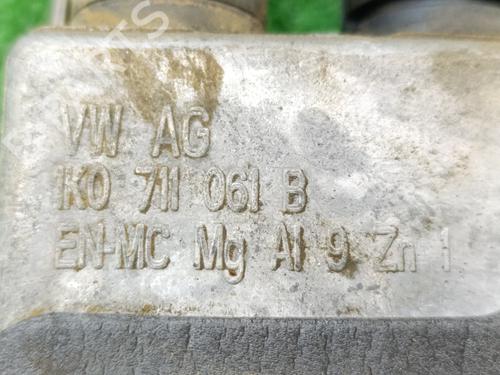 VW AG
1K0 711 061 B
EN-MC Mg Al 9 Zn 1